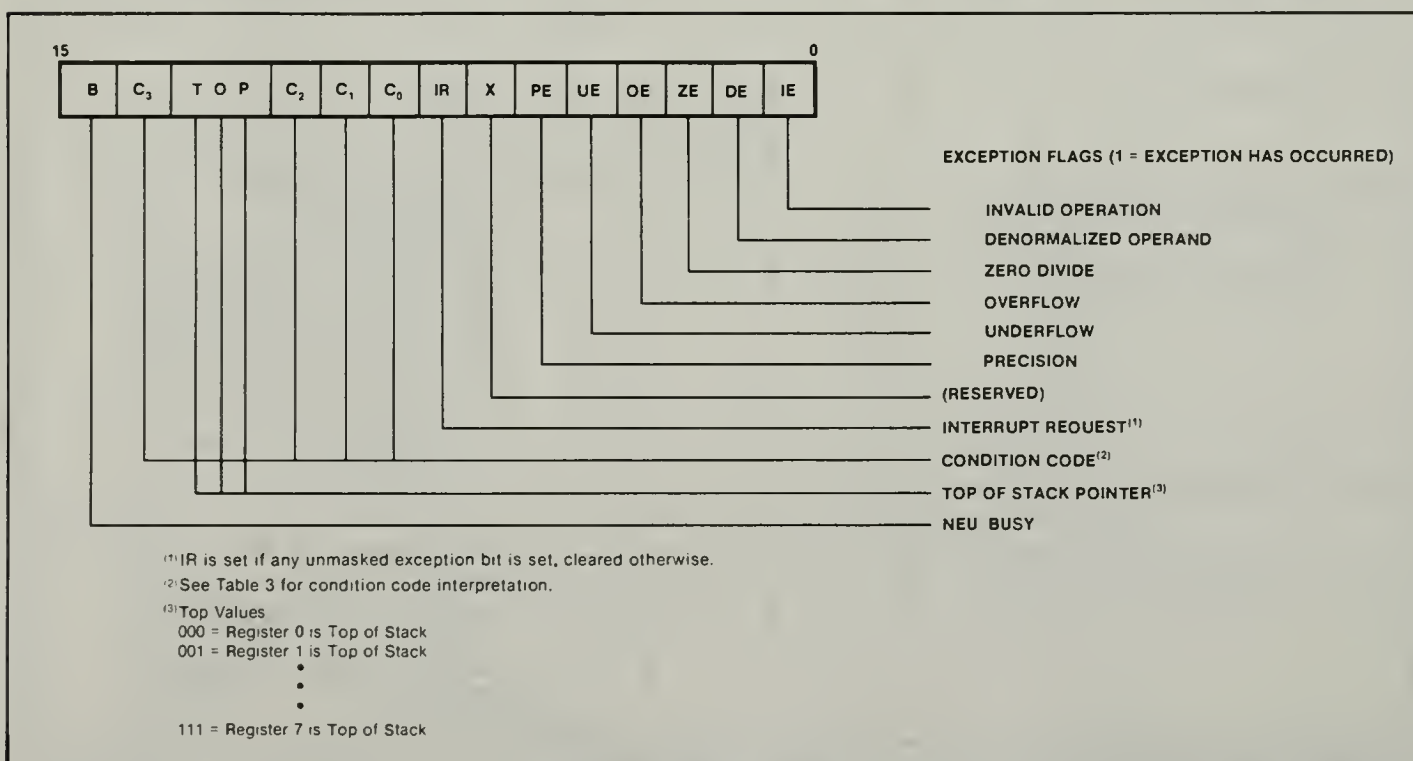 15 0
B C₃ T O P C₂ C₁ C₀ IR X PE UE OE ZE DE IE
EXCEPTION FLAGS (1 = EXCEPTION HAS OCCURRED)
INVALID OPERATION
DENORMALIZED OPERAND
ZERO DIVIDE
OVERFLOW
UNDERFLOW
PRECISION
(RESERVED)
INTERRUPT REQUEST⁽¹⁾
CONDITION CODE⁽²⁾
TOP OF STACK POINTER⁽³⁾
NEU BUSY
⁽¹⁾IR is set if any unmasked exception bit is set, cleared otherwise.
⁽²⁾See Table 3 for condition code interpretation.
⁽³⁾Top Values
000 = Register 0 is Top of Stack
001 = Register 1 is Top of Stack
•
•
•
111 = Register 7 is Top of Stack